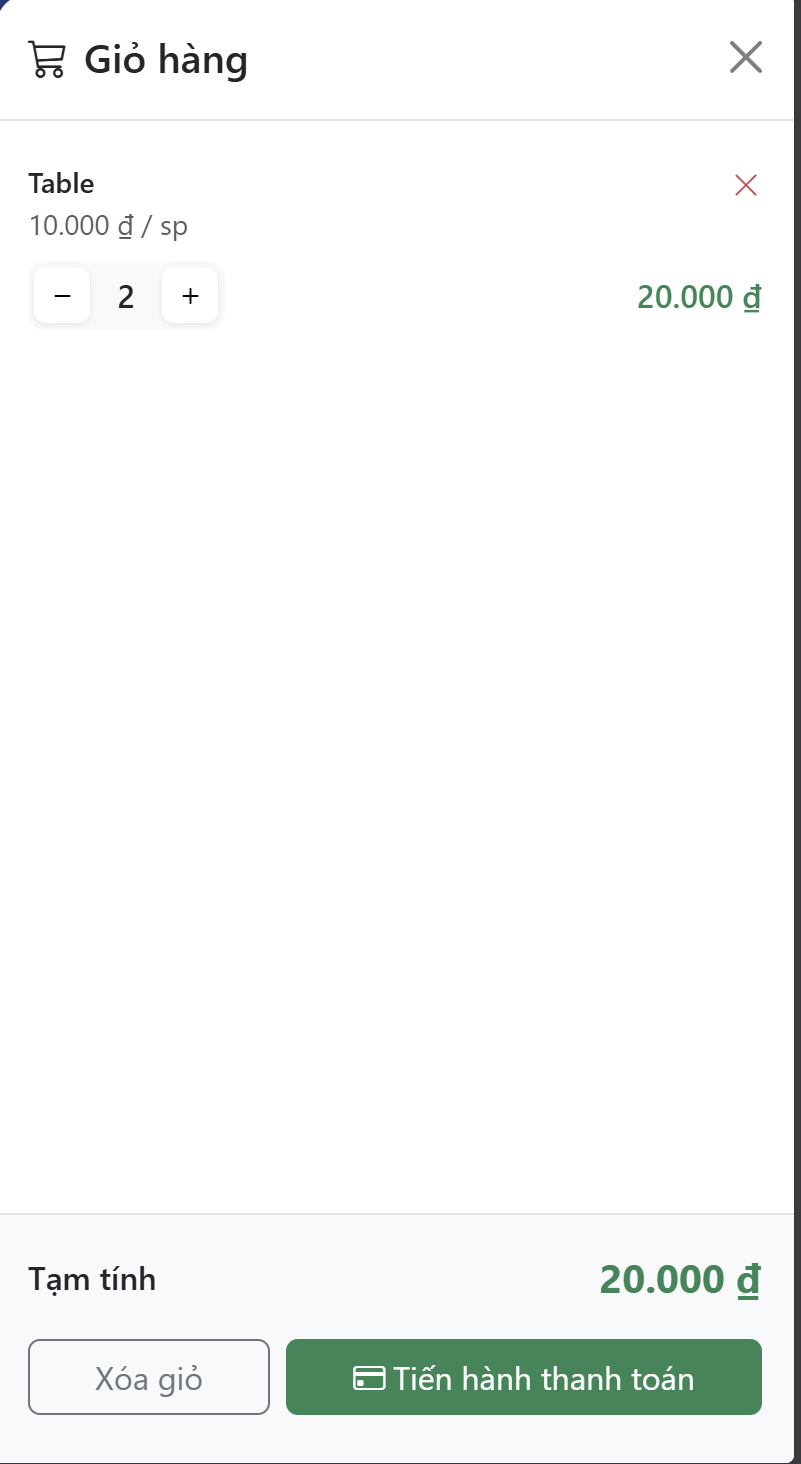 Giỏ hàng
Table
10.000 ₫ / sp
− 2 + 20.000 ₫
Tạm tính 20.000 ₫
Xóa giỏ Tiến hành thanh toán